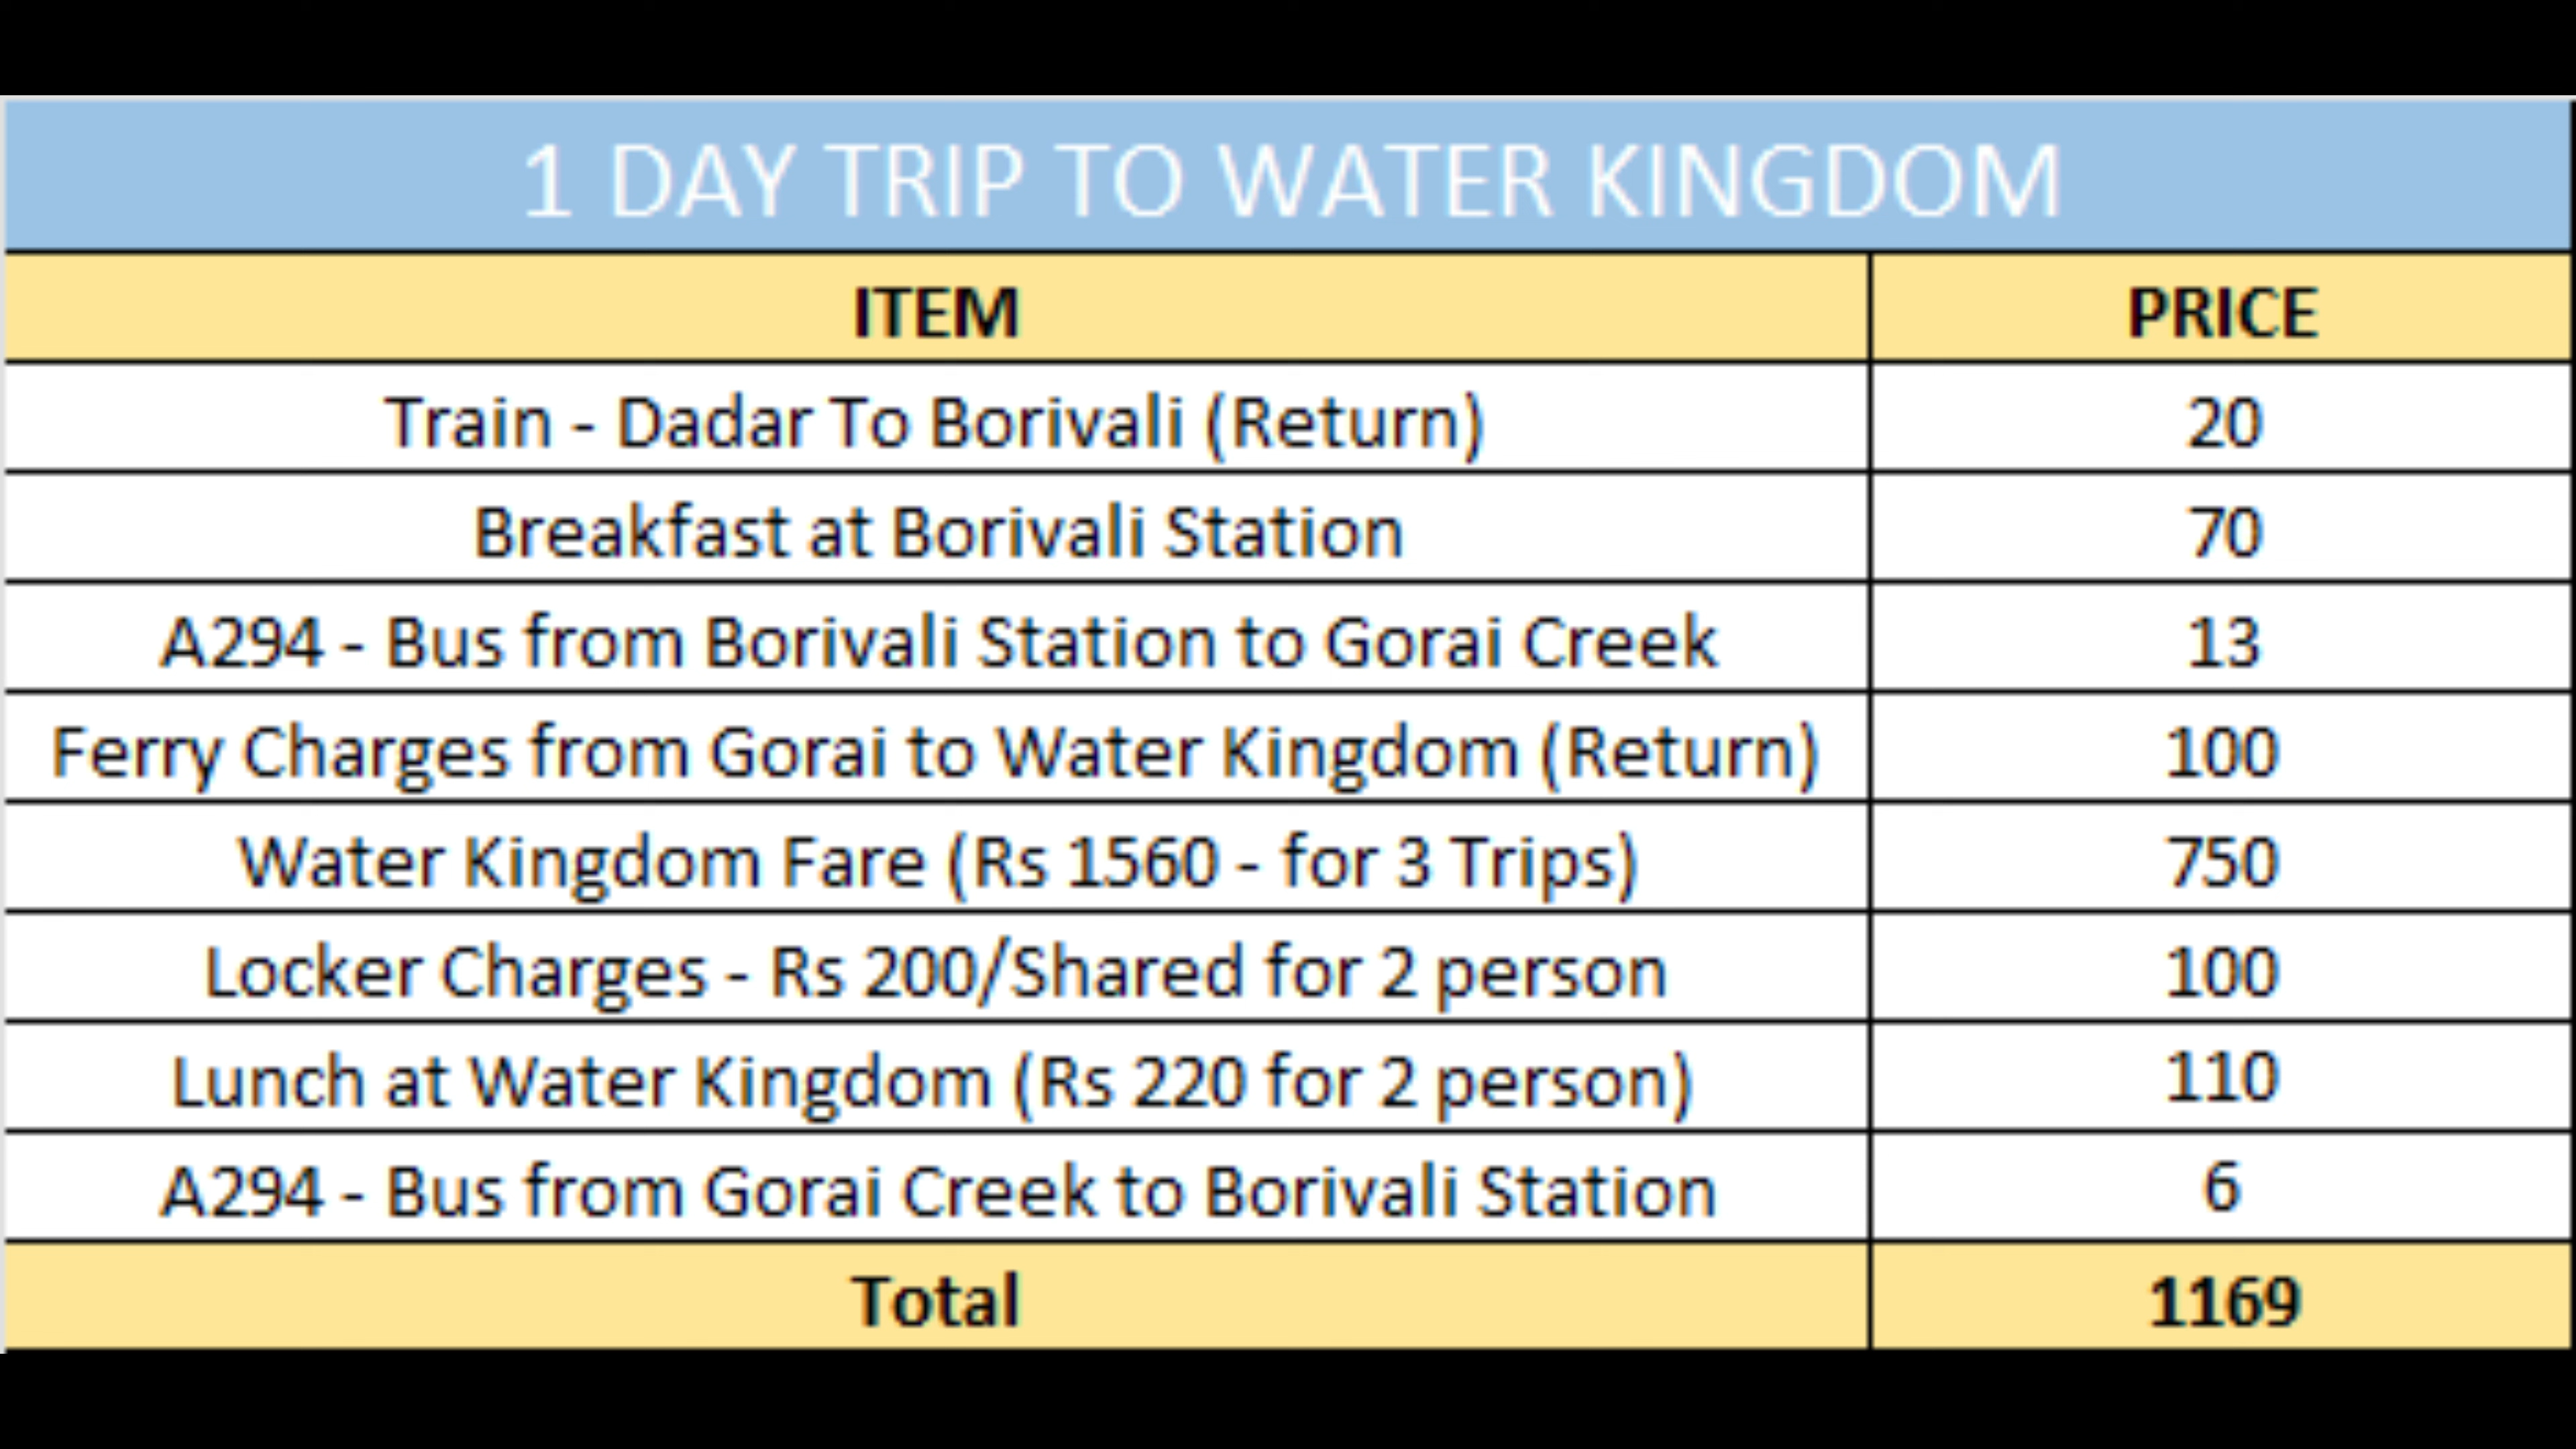 1 DAY TRIP TO WATER KINGDOM
ITEM PRICE
Train - Dadar To Borivali (Return) 20
Breakfast at Borivali Station 70
A294 - Bus from Borivali Station to Gorai Creek 13
Ferry Charges from Gorai to Water Kingdom (Return) 100
Water Kingdom Fare (Rs 1560 - for 3 Trips) 750
Locker Charges - Rs 200/Shared for 2 person 100
Lunch at Water Kingdom (Rs 220 for 2 person) 110
A294 - Bus from Gorai Creek to Borivali Station 6
Total 1169